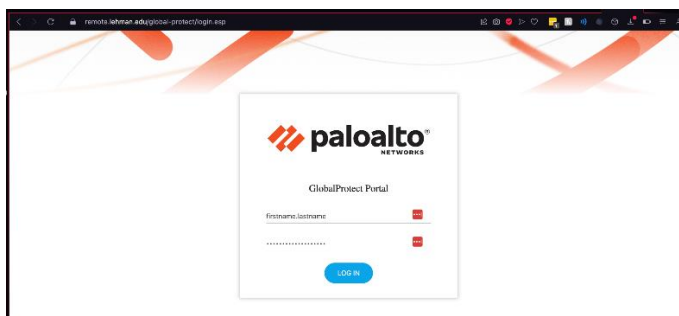 remote.lehman.edu/global-protect/login.esp
paloalto®
NETWORKS
GlobalProtect Portal
firstname.lastname
LOG IN